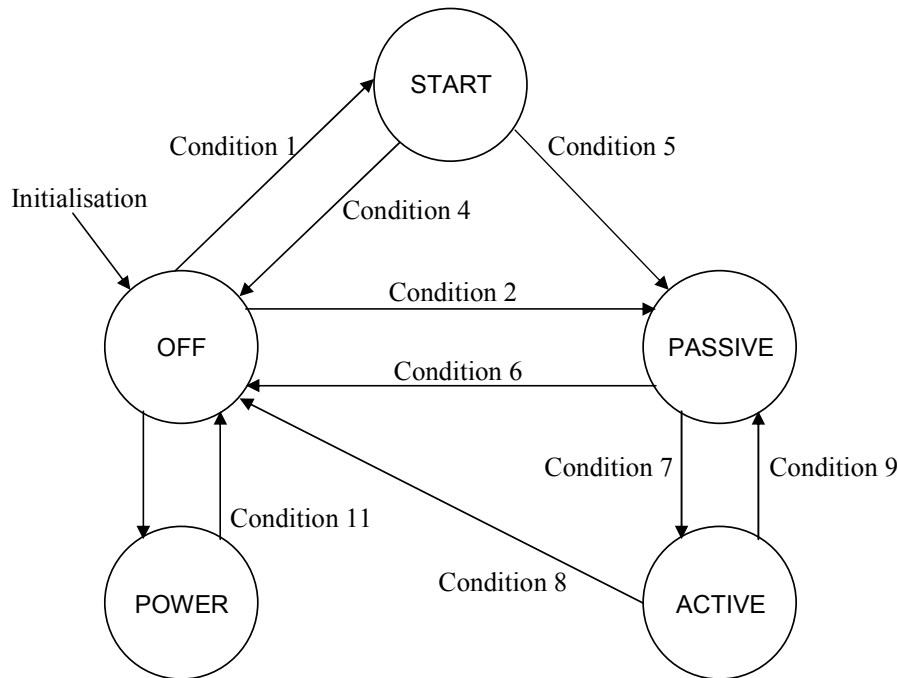 START
Condition 1
Condition 5
Initialisation
Condition 4
Condition 2
OFF
PASSIVE
Condition 6
Condition 7
Condition 9
Condition 11
Condition 8
POWER
ACTIVE